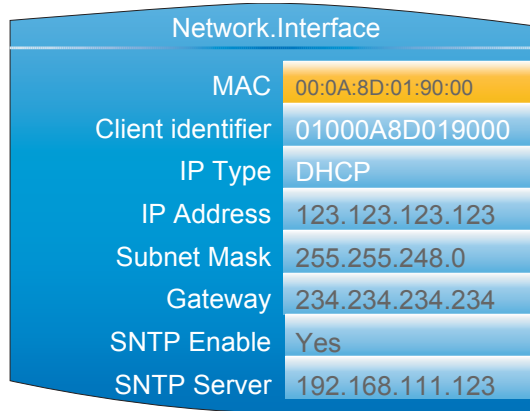 Network.Interface
MAC 00:0A:8D:01:90:00
Client identifier 01000A8D019000
IP Type DHCP
IP Address 123.123.123.123
Subnet Mask 255.255.248.0
Gateway 234.234.234.234
SNTP Enable Yes
SNTP Server 192.168.111.123